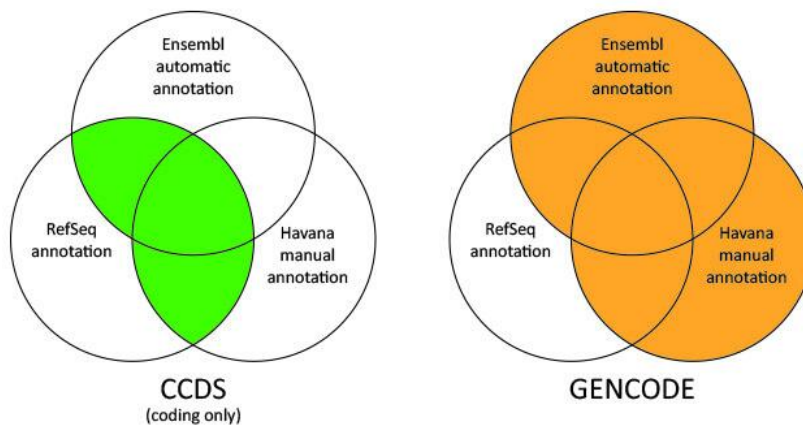 Ensembl
automatic
annotation
RefSeq
annotation
Havana
manual
annotation
CCDS
(coding only)
Ensembl
automatic
annotation
RefSeq
annotation
Havana
manual
annotation
GENCODE